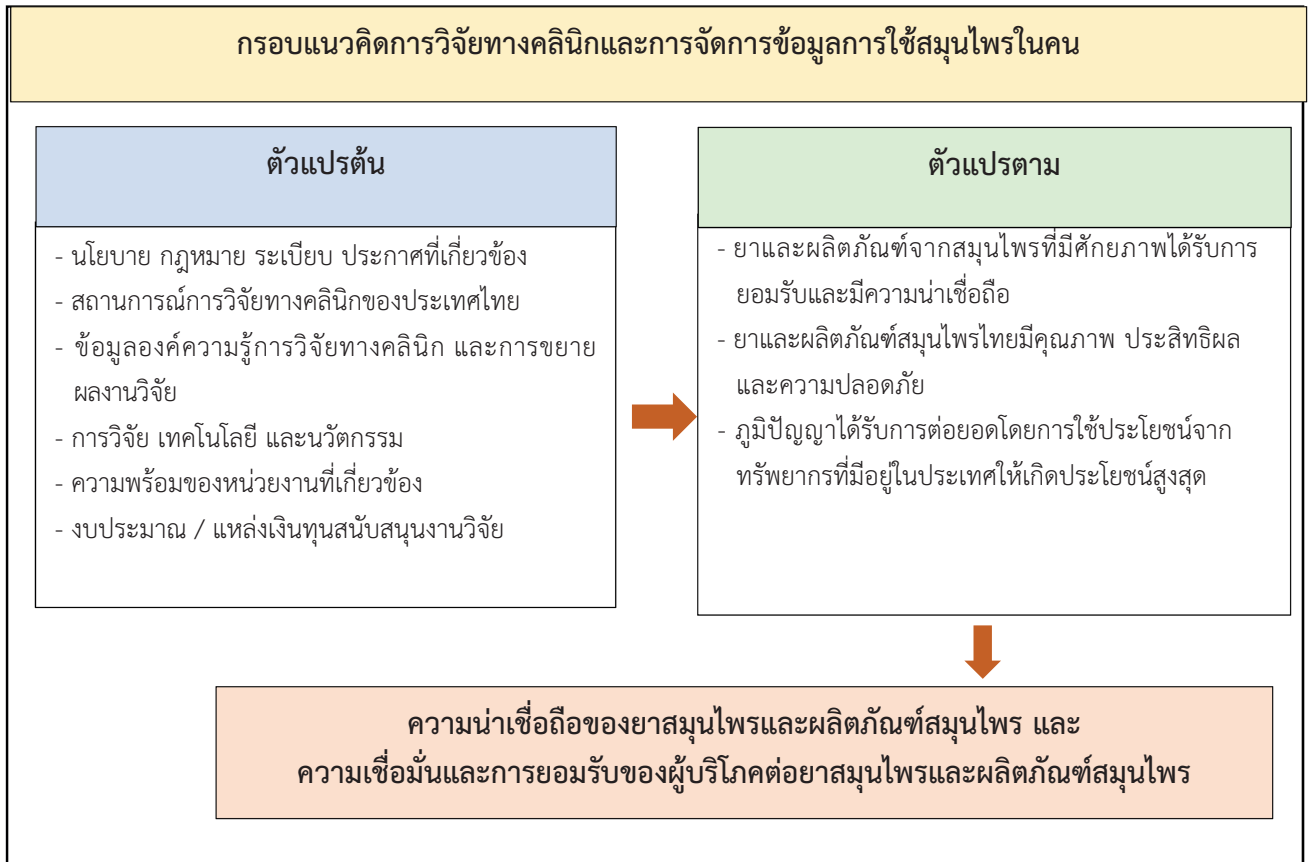 กรอบแนวคิดการวิจัยทางคลินิกและการจัดการข้อมูลการใช้สมุนไพรในคน
ตัวแปรต้น
- นโยบาย กฎหมาย ระเบียบ ประกาศที่เกี่ยวข้อง
- สถานการณ์การวิจัยทางคลินิกของประเทศไทย
- ข้อมูลองค์ความรู้การวิจัยทางคลินิก และการขยาย
ผลงานวิจัย
- การวิจัย เทคโนโลยี และนวัตกรรม
- ความพร้อมของหน่วยงานที่เกี่ยวข้อง
- งบประมาณ / แหล่งเงินทุนสนับสนุนงานวิจัย
ตัวแปรตาม
- ยาและผลิตภัณฑ์จากสมุนไพรที่มีศักยภาพได้รับการ
ยอมรับและมีความน่าเชื่อถือ
- ยาและผลิตภัณฑ์สมุนไพรไทยมีคุณภาพ ประสิทธิผล
และความปลอดภัย
- ภูมิปัญญาได้รับการต่อยอดโดยการใช้ประโยชน์จาก
ทรัพยากรที่มีอยู่ในประเทศให้เกิดประโยชน์สูงสุด
ความน่าเชื่อถือของยาสมุนไพรและผลิตภัณฑ์สมุนไพร และ
ความเชื่อมั่นและการยอมรับของผู้บริโภคต่อยาสมุนไพรและผลิตภัณฑ์สมุนไพร